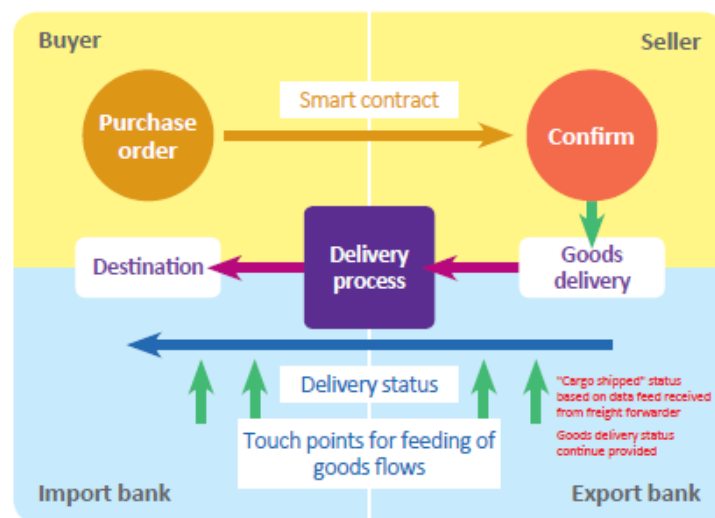 Buyer
Seller
Smart contract
Purchase
order
Confirm
Destination
Delivery
process
Goods
delivery
Delivery status
"Cargo shipped" status
based on data feed received
from freight forwarder
Goods delivery status
continue provided
Touch points for feeding of
goods flows
Import bank
Export bank